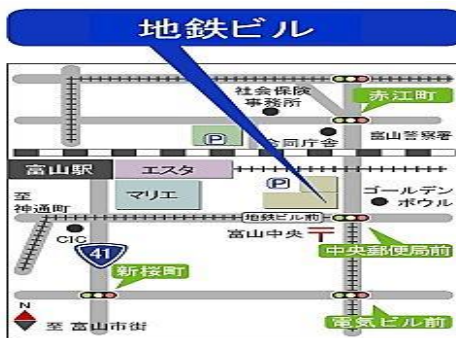 地鉄ビル
社会保険
事務所
赤江町
P
合同庁舎
富山警察署
富山駅
エスタ
マリエ
P
至
神通町
ゴールデン
ボウル
地鉄ビル前
CIC
富山中央
〒
中央郵便局前
41
新桜町
N
至 富山市街
電気ビル前